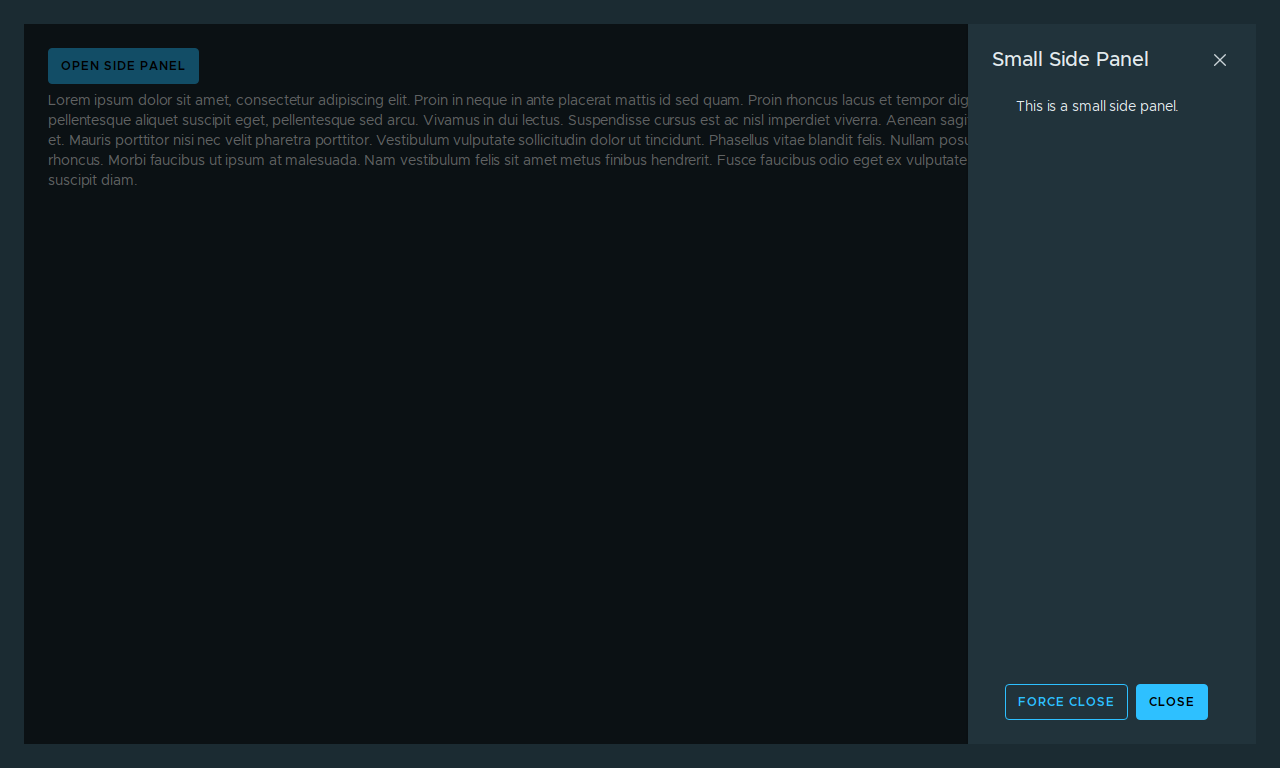 OPEN SIDE PANEL
Lorem ipsum dolor sit amet, consectetur adipiscing elit. Proin in neque in ante placerat mattis id sed quam. Proin rhoncus lacus et tempor dig
pellentesque aliquet suscipit eget, pellentesque sed arcu. Vivamus in dui lectus. Suspendisse cursus est ac nisl imperdiet viverra. Aenean sagi
et. Mauris porttitor nisi nec velit pharetra porttitor. Vestibulum vulputate sollicitudin dolor ut tincidunt. Phasellus vitae blandit felis. Nullam posu
rhoncus. Morbi faucibus ut ipsum at malesuada. Nam vestibulum felis sit amet metus finibus hendrerit. Fusce faucibus odio eget ex vulputate
suscipit diam.
Small Side Panel
This is a small side panel.
FORCE CLOSE
CLOSE